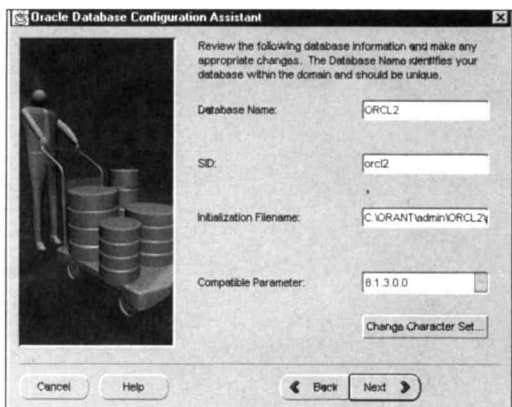 Oracle Database Configuration Assistant
Review the following database information and make any
appropriate changes. The Database Name identifies your
database within the domain and should be unique.
Database Name: ORCL2
SID: orcl2
Initialization Filename: C:\ORANT\admin\ORCL2\
Compatible Parameter: 8.1.3.0.0
Change Character Set...
Cancel Help Back Next